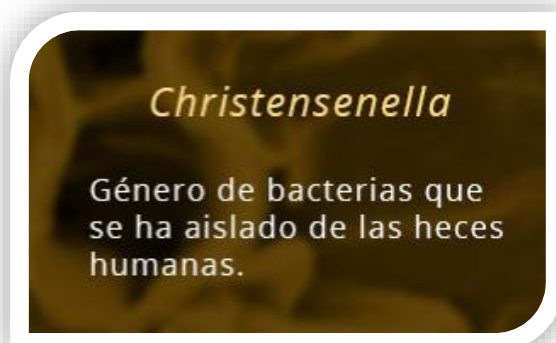 Christensenella
Género de bacterias que
se ha aislado de las heces
humanas.